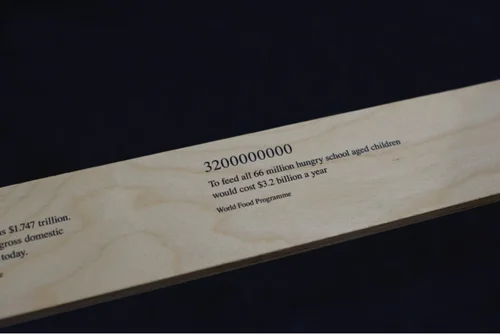 s $1.747 trillion.
gross domestic
today.
3200000000
To feed all 66 million hungry school aged children
would cost $3.2 billion a year
World Food Programme